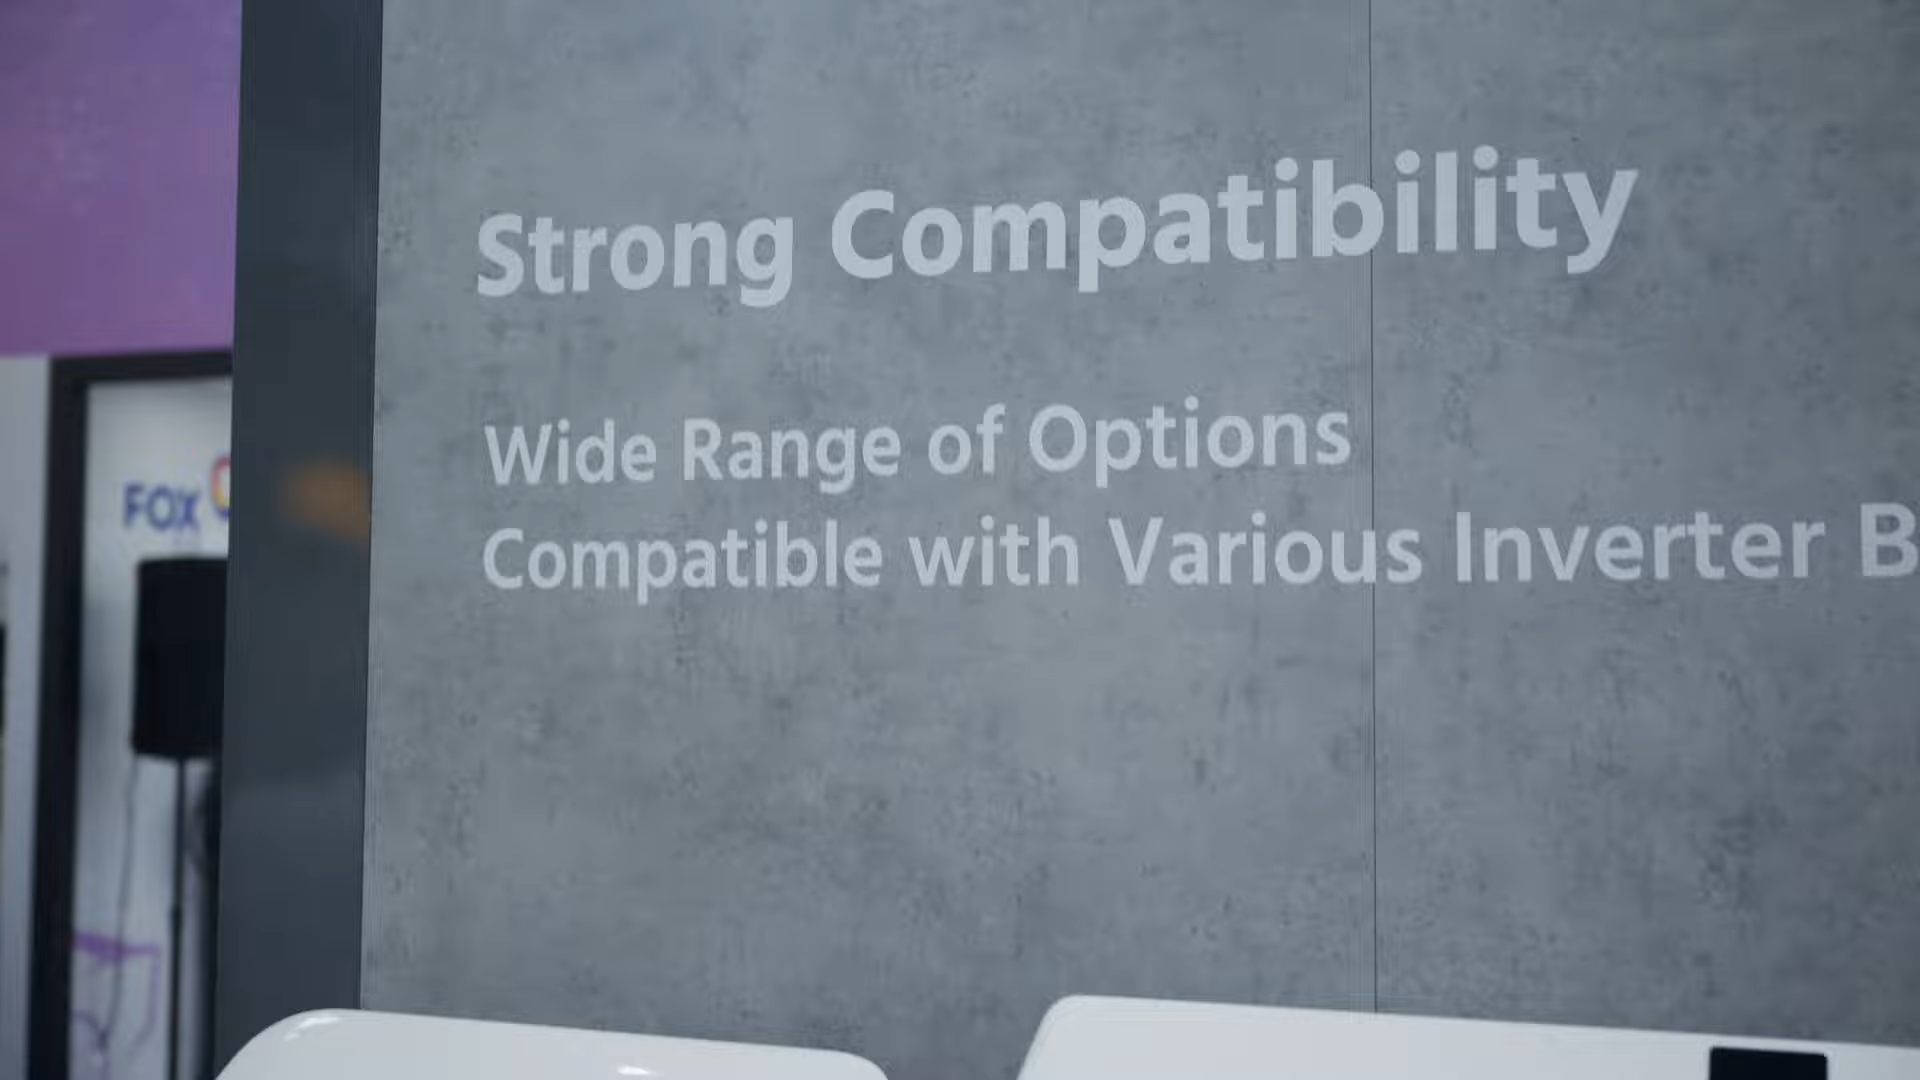 Strong Compatibility
Wide Range of Options
Compatible with Various Inverter B
FOX